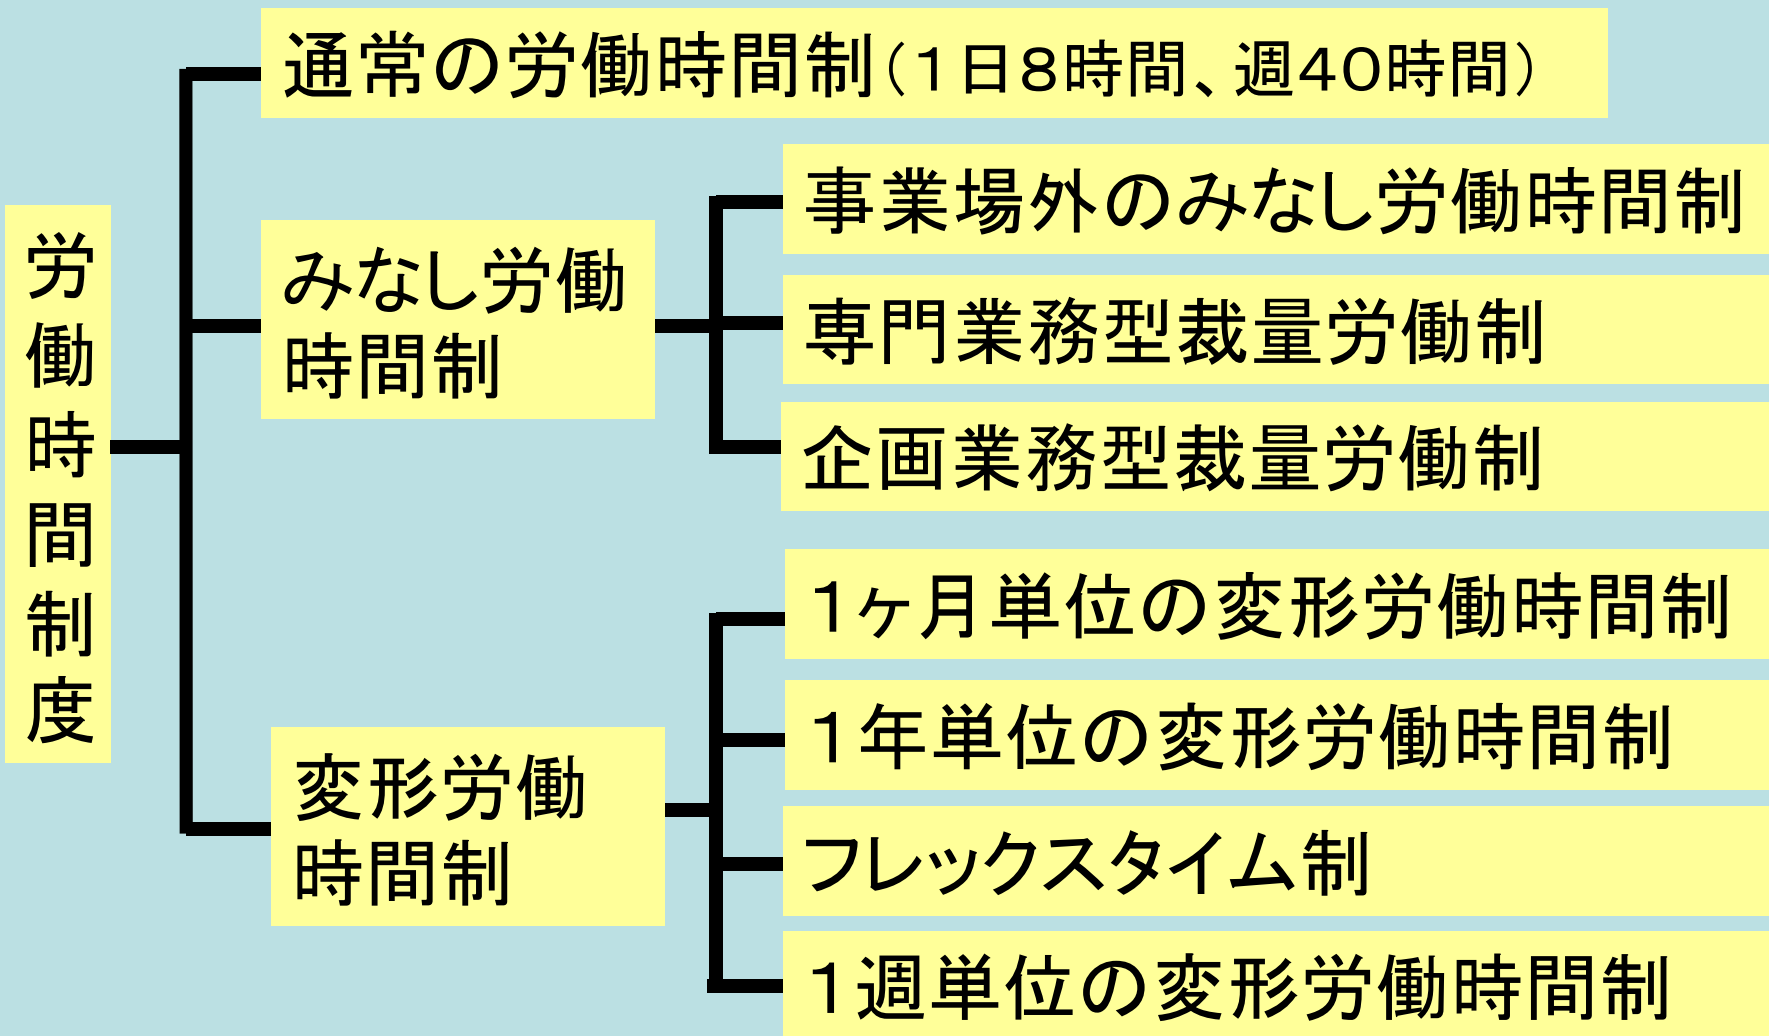 労働時間制度
通常の労働時間制（１日８時間、週４０時間）
みなし労働
時間制
事業場外のみなし労働時間制
専門業務型裁量労働制
企画業務型裁量労働制
変形労働
時間制
１ヶ月単位の変形労働時間制
１年単位の変形労働時間制
フレックスタイム制
１週単位の変形労働時間制